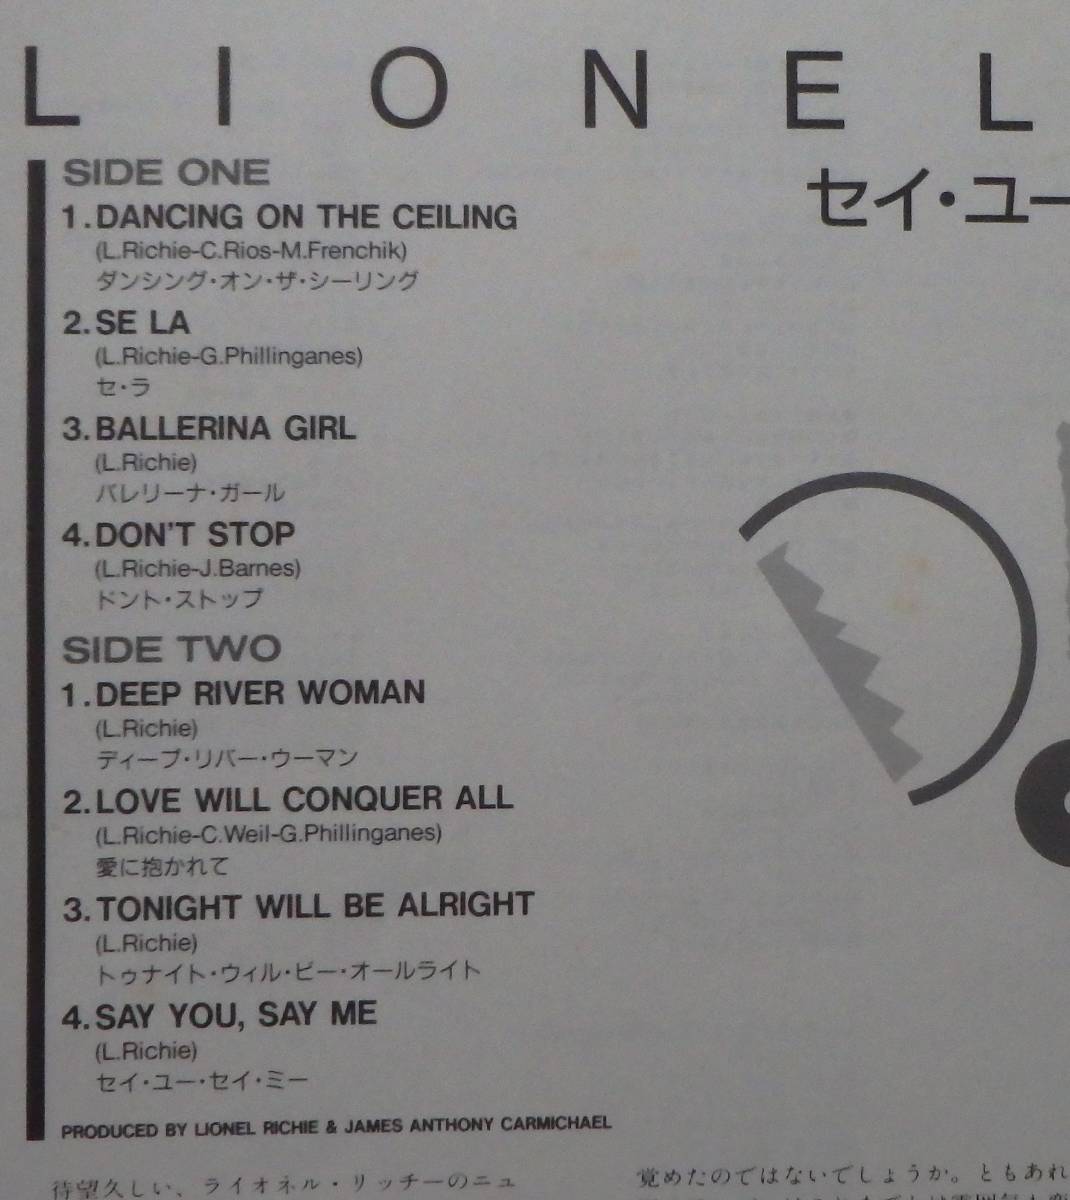 LIONEL
セイ・ユー
SIDE ONE
1.DANCING ON THE CEILING
(L.Richie-C.Rios-M.Frenchik)
ダンシング・オン・ザ・シーリング
2.SE LA
(L.Richie-G.Phillinganes)
セ・ラ
3.BALLERINA GIRL
(L.Richie)
バレリーナ・ガール
4.DON'T STOP
(L.Richie-J.Barnes)
ドント・ストップ
SIDE TWO
1.DEEP RIVER WOMAN
(L.Richie)
ディープ・リバー・ウーマン
2.LOVE WILL CONQUER ALL
(L.Richie-C.Weil-G.Phillinganes)
愛に抱かれて
3.TONIGHT WILL BE ALRIGHT
(L.Richie)
トゥナイト・ウィル・ビー・オールライト
4.SAY YOU, SAY ME
(L.Richie)
セイ・ユー・セイ・ミー
PRODUCED BY LIONEL RICHIE & JAMES ANTHONY CARMICHAEL
待望久しい、ライオネル・リッチーのニュ
覚めたのではないでしょうか。ともあれ